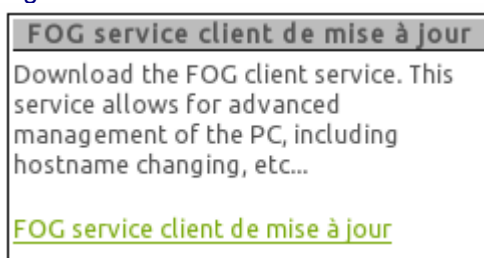 FOG service client de mise à jour
Download the FOG client service. This
service allows for advanced
management of the PC, including
hostname changing, etc...
FOG service client de mise à jour